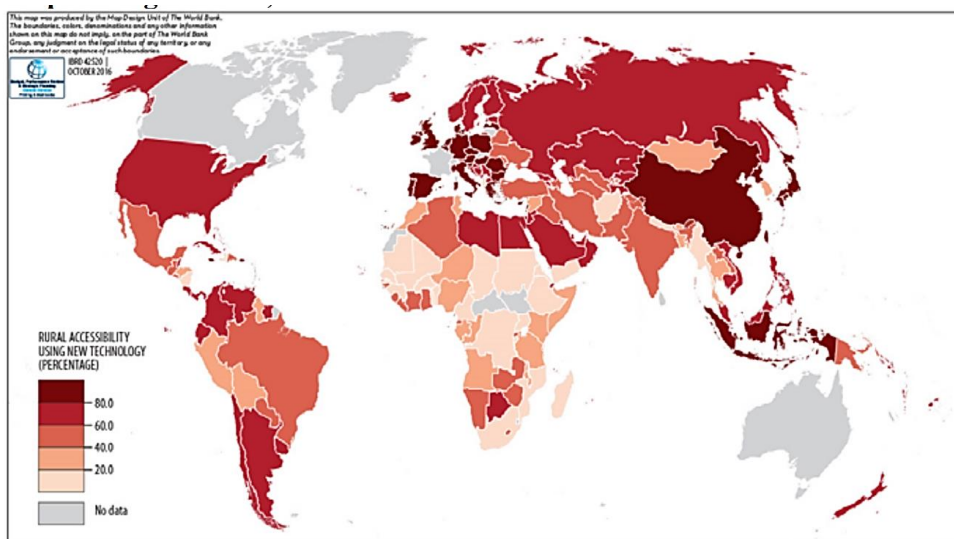 This map was produced by the Map Design Unit of The World Bank.
The boundaries, colors, denominations and any other information
shown on this map do not imply, on the part of The World Bank
Group, any judgment on the legal status of any territory, or any
endorsement or acceptance of such boundaries.
IBRD 42520 |
OCTOBER 2016
RURAL ACCESSIBILITY
USING NEW TECHNOLOGY
(PERCENTAGE)
80.0
60.0
40.0
20.0
No data